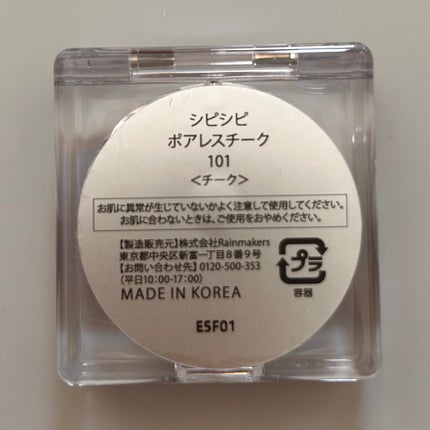 シピシピ
ポアレスチーク
101
<チーク>
お肌に異常が生じていないかよく注意して使用してください。
お肌に合わないときは、ご使用をおやめください。
【製造販売元】株式会社Rainmakers
東京都中央区新富一丁目8番9号
【お問い合わせ先】0120-500-353
(平日10:00-17:00)
MADE IN KOREA
プラ
容器
E5F01